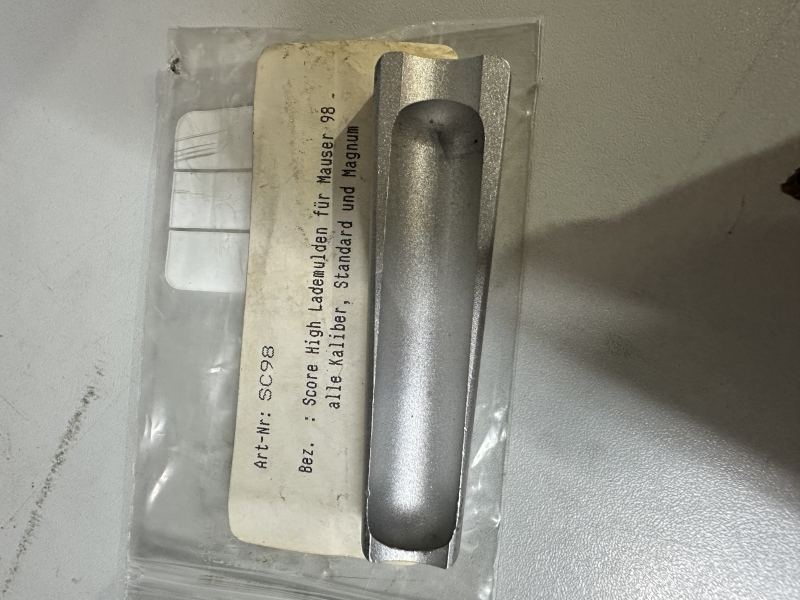 Art-Nr: SC98
Bez. : Score High Lademulden für Mauser 98 -
alle Kaliber, Standard und Magnum